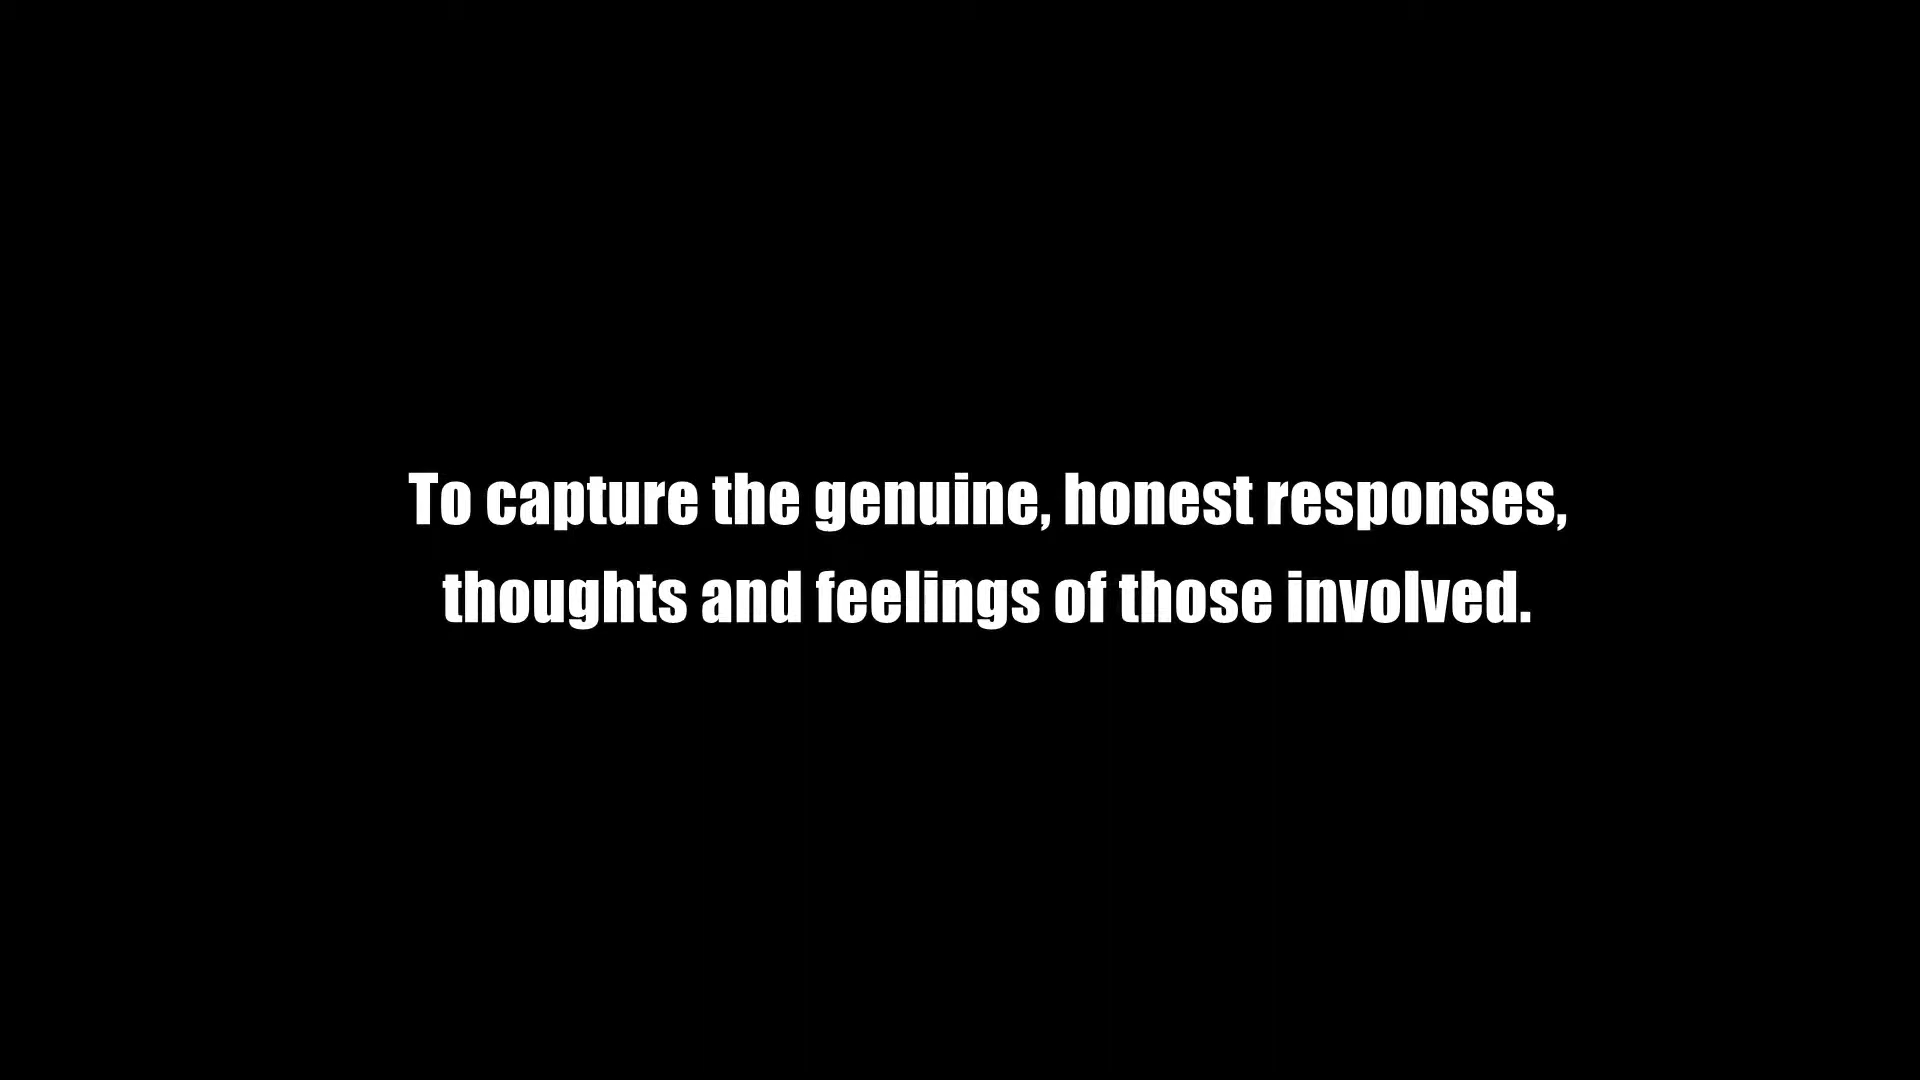 To capture the genuine, honest responses,
thoughts and feelings of those involved.